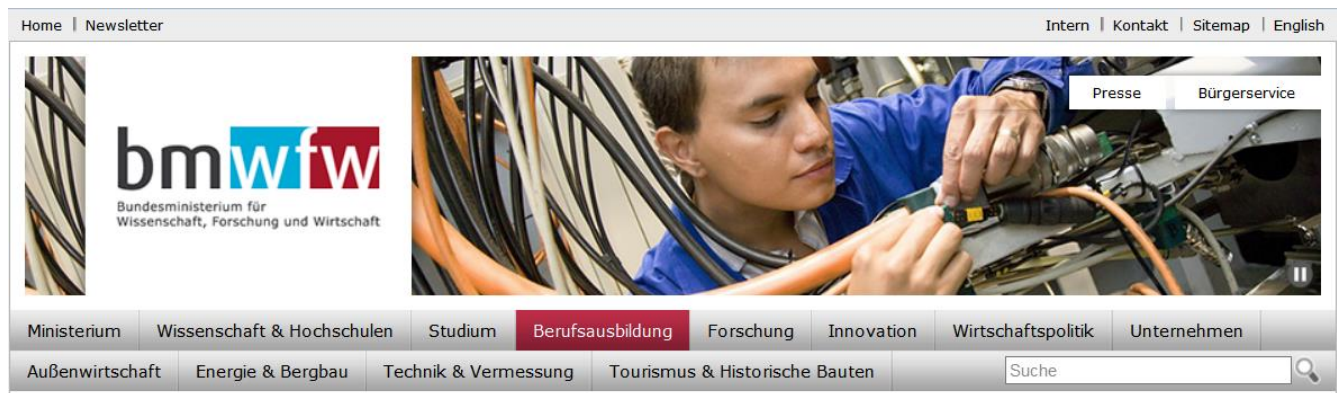 Home Newsletter Intern Kontakt Sitemap English
Presse Bürgerservice
bmwfw
Bundesministerium für
Wissenschaft, Forschung und Wirtschaft
Ministerium Wissenschaft & Hochschulen Studium Berufsausbildung Forschung Innovation Wirtschaftspolitik Unternehmen
Außenwirtschaft Energie & Bergbau Technik & Vermessung Tourismus & Historische Bauten Suche